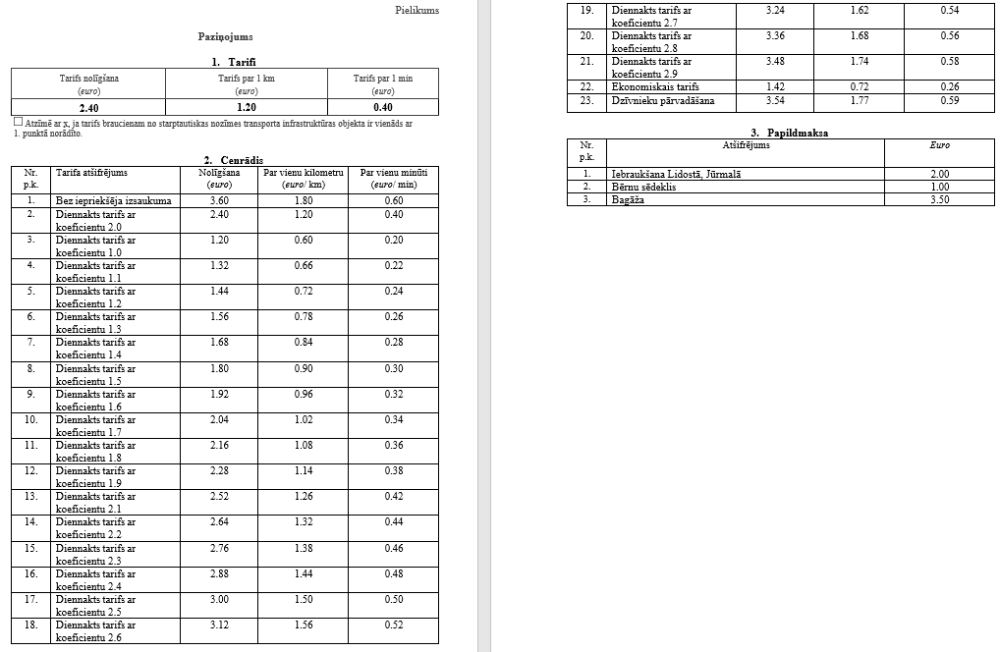 Pielikums
Paziņojums
1. Tarifi
Tarifs nolīgšana (euro) Tarifs par 1 km (euro) Tarifs par 1 min (euro)
2.40 1.20 0.40
☐ Atzīmē ar x, ja tarifs braucienam no starptautiskas nozīmes transporta infrastruktūras objekta ir vienāds ar
1. punktā norādīto.
2. Cenrādis
Nr. p.k. Tarifa atšifrējums Nolīgšana (euro) Par vienu kilometru (euro/ km) Par vienu minūti (euro/ min)
1. Bez iepriekšēja izsaukuma 3.60 1.80 0.60
2. Diennakts tarifs ar koeficientu 2.0 2.40 1.20 0.40
3. Diennakts tarifs ar koeficientu 1.0 1.20 0.60 0.20
4. Diennakts tarifs ar koeficientu 1.1 1.32 0.66 0.22
5. Diennakts tarifs ar koeficientu 1.2 1.44 0.72 0.24
6. Diennakts tarifs ar koeficientu 1.3 1.56 0.78 0.26
7. Diennakts tarifs ar koeficientu 1.4 1.68 0.84 0.28
8. Diennakts tarifs ar koeficientu 1.5 1.80 0.90 0.30
9. Diennakts tarifs ar koeficientu 1.6 1.92 0.96 0.32
10. Diennakts tarifs ar koeficientu 1.7 2.04 1.02 0.34
11. Diennakts tarifs ar koeficientu 1.8 2.16 1.08 0.36
12. Diennakts tarifs ar koeficientu 1.9 2.28 1.14 0.38
13. Diennakts tarifs ar koeficientu 2.1 2.52 1.26 0.42
14. Diennakts tarifs ar koeficientu 2.2 2.64 1.32 0.44
15. Diennakts tarifs ar koeficientu 2.3 2.76 1.38 0.46
16. Diennakts tarifs ar koeficientu 2.4 2.88 1.44 0.48
17. Diennakts tarifs ar koeficientu 2.5 3.00 1.50 0.50
18. Diennakts tarifs ar koeficientu 2.6 3.12 1.56 0.52
19. Diennakts tarifs ar koeficientu 2.7 3.24 1.62 0.54
20. Diennakts tarifs ar koeficientu 2.8 3.36 1.68 0.56
21. Diennakts tarifs ar koeficientu 2.9 3.48 1.74 0.58
22. Ekonomiskais tarifs 1.42 0.72 0.26
23. Dzīvnieku pārvadāšana 3.54 1.77 0.59
3. Papildmaksa
Nr. p.k. Atšifrējums Euro
1. Iebraukšana Lidostā, Jūrmalā 2.00
2. Bērnu sēdeklis 1.00
3. Bagāža 3.50